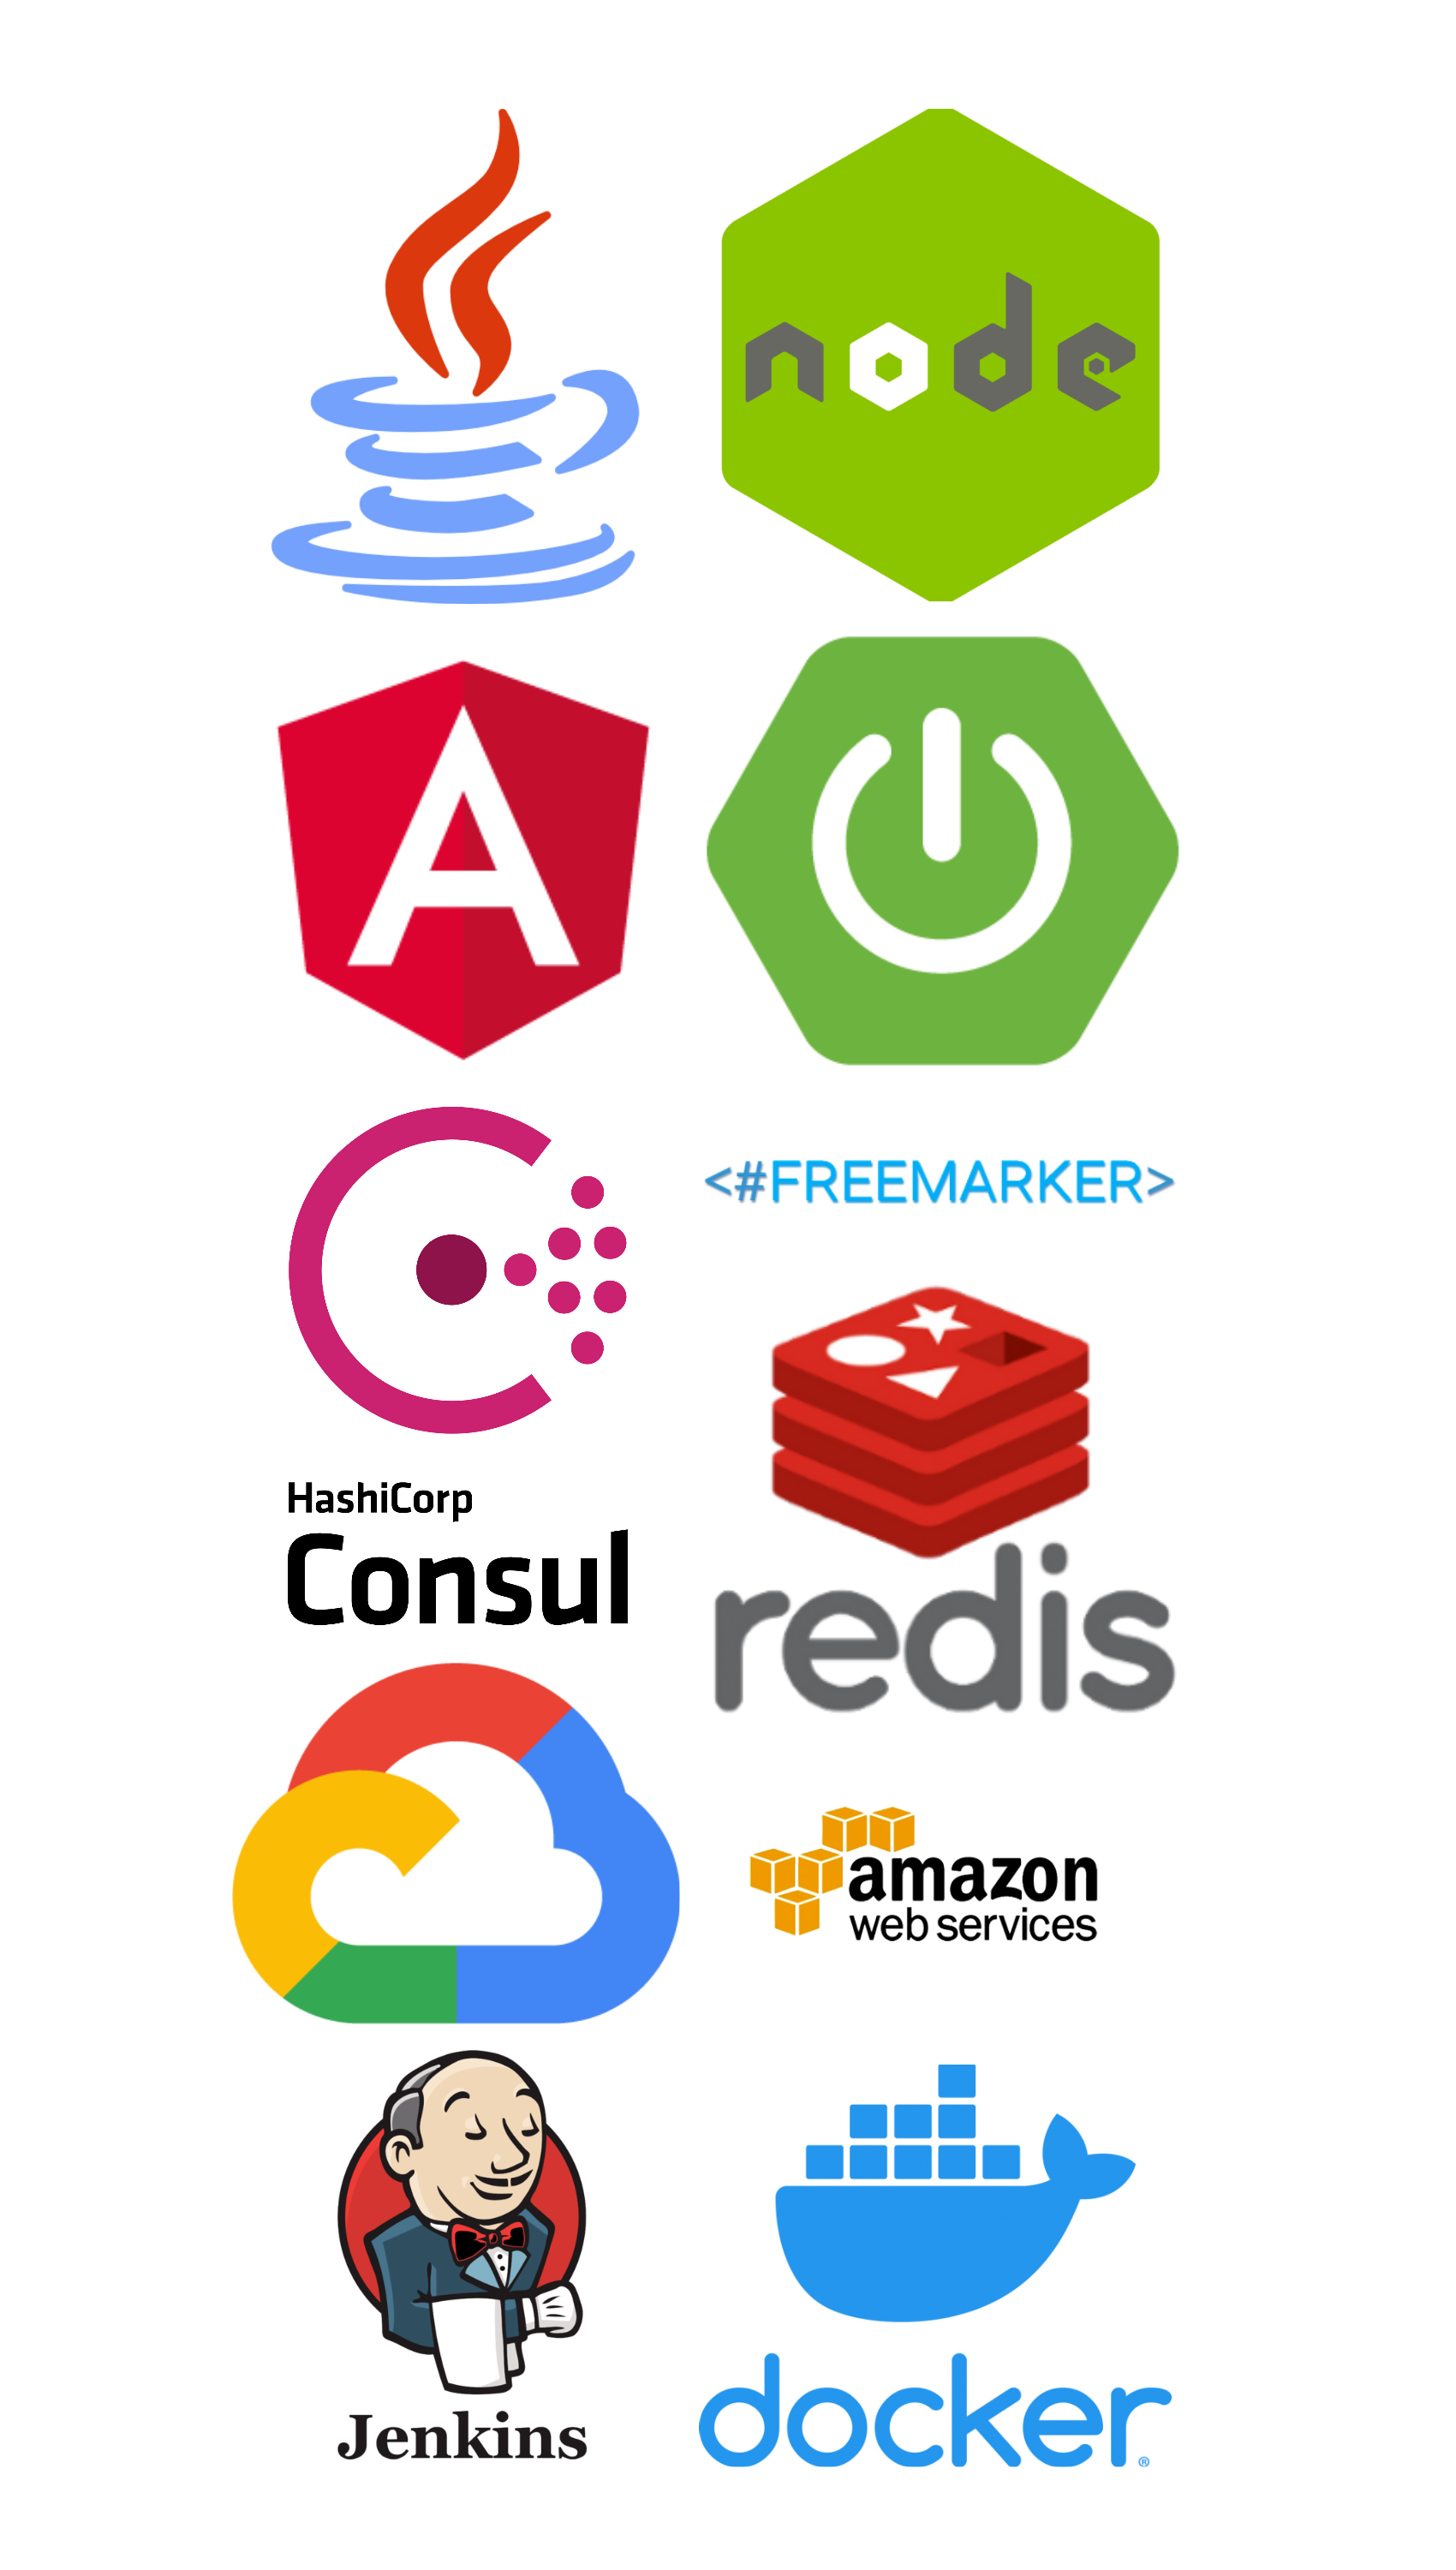 node
A
<#FREEMARKER>
HashiCorp
Consul
redis
amazon
web services
Jenkins
docker®